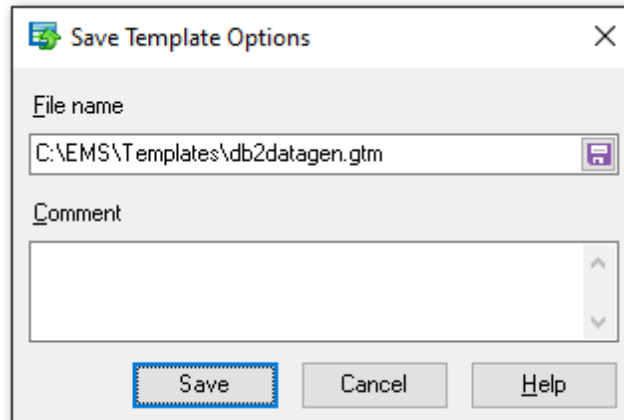 Save Template Options
File name
C:\EMS\Templates\db2datagen.gtm
Comment
Save Cancel Help